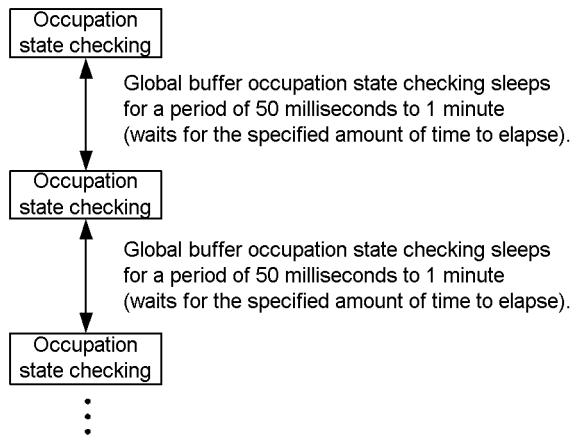 Occupation
state checking
Global buffer occupation state checking sleeps
for a period of 50 milliseconds to 1 minute
(waits for the specified amount of time to elapse).
Occupation
state checking
Global buffer occupation state checking sleeps
for a period of 50 milliseconds to 1 minute
(waits for the specified amount of time to elapse).
Occupation
state checking